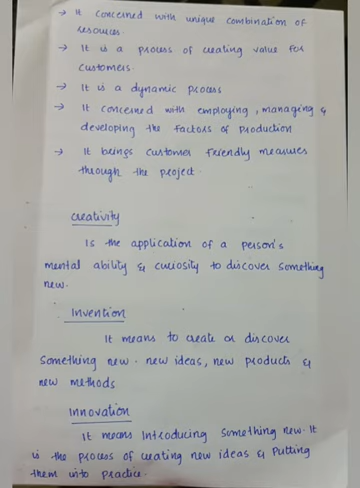 → It concerned with unique combination of
resources.
→ It is a process of creating value for
customers.
→ It is a dynamic process
→ It concerned with employing, managing &
developing the factors of production
→ It brings customer friendly measures
through the project.
Creativity
Is the application of a person's
mental ability & curiosity to discover something
new.
Invention
It means to create or discover
something new. new ideas, new products &
new methods
Innovation
It means Introducing something new. It
is the process of creating new ideas & putting
them into practice.